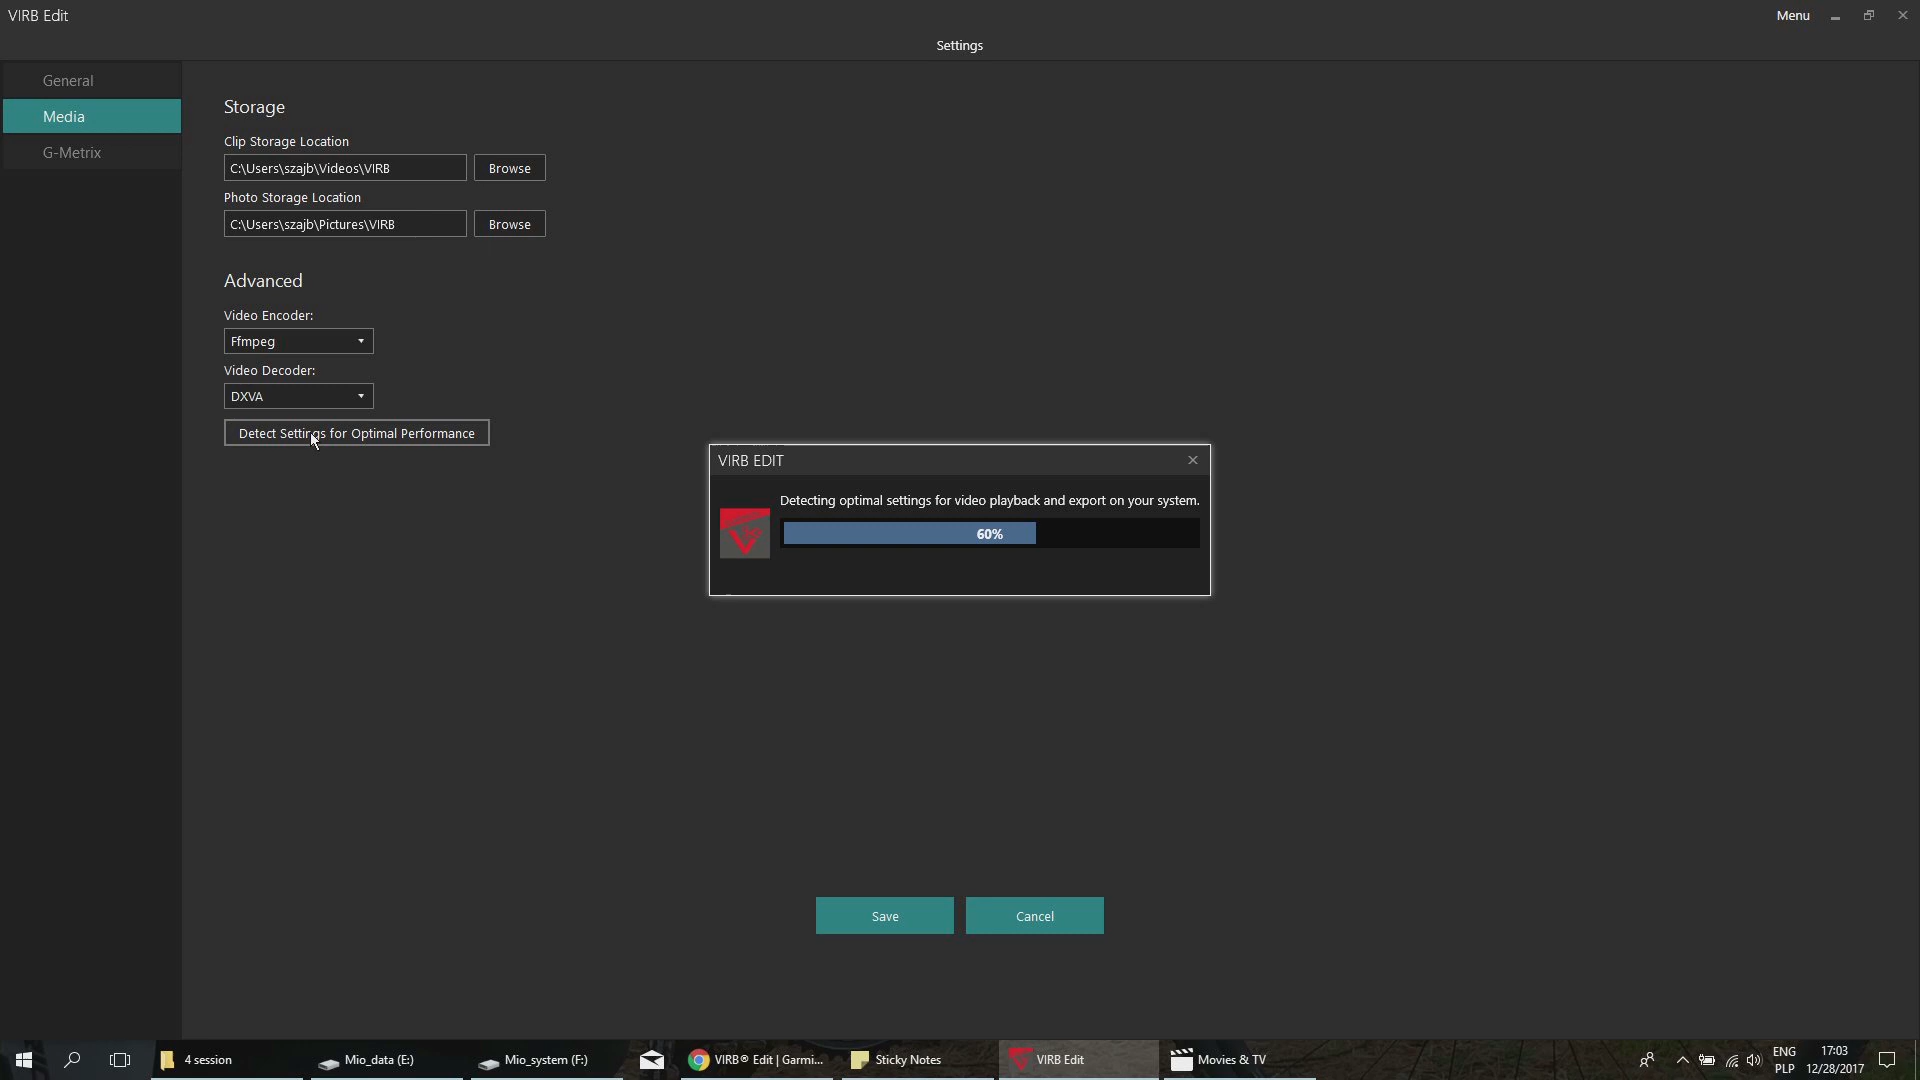 VIRB Edit
Menu
Settings
General
Media
G-Metrix
Storage
Clip Storage Location
C:\Users\szajb\Videos\VIRB
Browse
Photo Storage Location
C:\Users\szajb\Pictures\VIRB
Browse
Advanced
Video Encoder:
Ffmpeg
Video Decoder:
DXVA
Detect Settings for Optimal Performance
VIRB EDIT
Detecting optimal settings for video playback and export on your system.
60%
Save
Cancel
4 session
Mio_data (E:)
Mio_system (F:)
VIRB® Edit | Garmi...
Sticky Notes
VIRB Edit
Movies & TV
ENG
PLP
17:03
12/28/2017